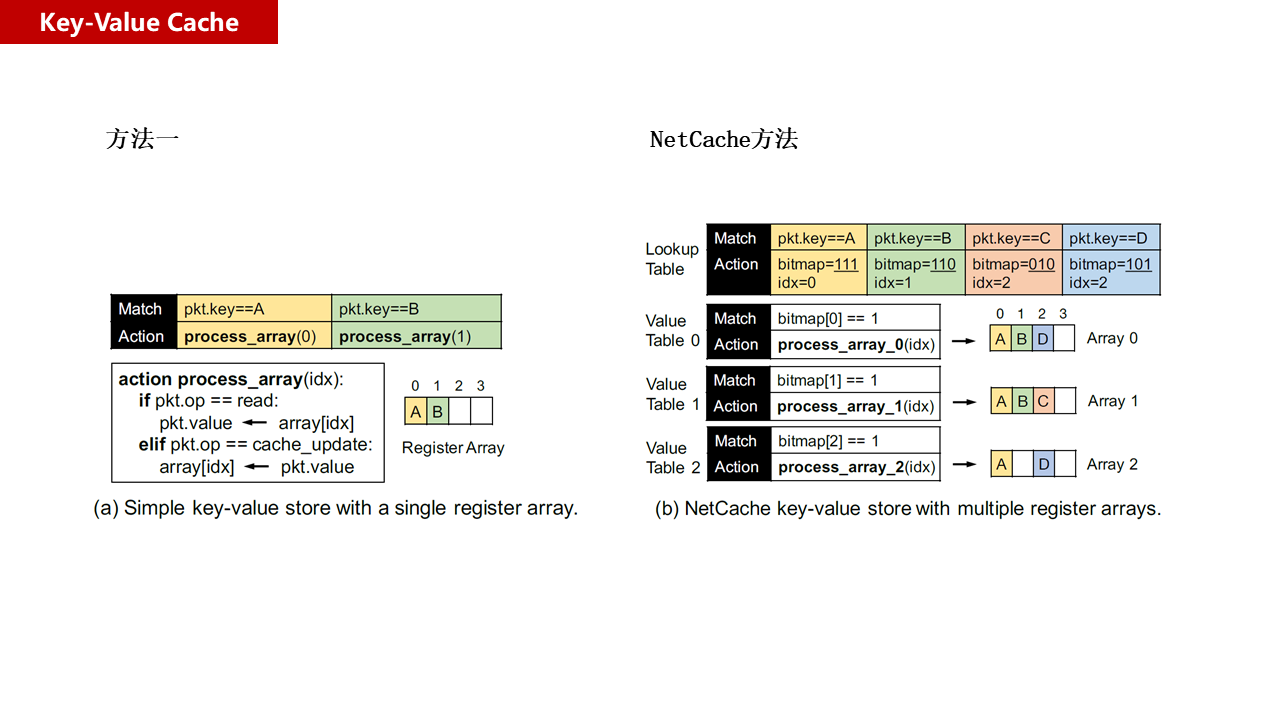 Key-Value Cache
方法一
NetCache方法
Match pkt.key==A pkt.key==B
Action process_array(0) process_array(1)
action process_array(idx):
if pkt.op == read:
pkt.value ← array[idx]
elif pkt.op == cache_update:
array[idx] ← pkt.value
0 1 2 3
A B
Register Array
(a) Simple key-value store with a single register array.
Lookup Table
Match pkt.key==A pkt.key==B pkt.key==C pkt.key==D
Action bitmap=111 bitmap=110 bitmap=010 bitmap=101
idx=0 idx=1 idx=2 idx=2
Value Table 0
Match bitmap[0] == 1
Action process_array_0(idx)
0 1 2 3
A B D
Array 0
Value Table 1
Match bitmap[1] == 1
Action process_array_1(idx)
A B C
Array 1
Value Table 2
Match bitmap[2] == 1
Action process_array_2(idx)
A D
Array 2
(b) NetCache key-value store with multiple register arrays.